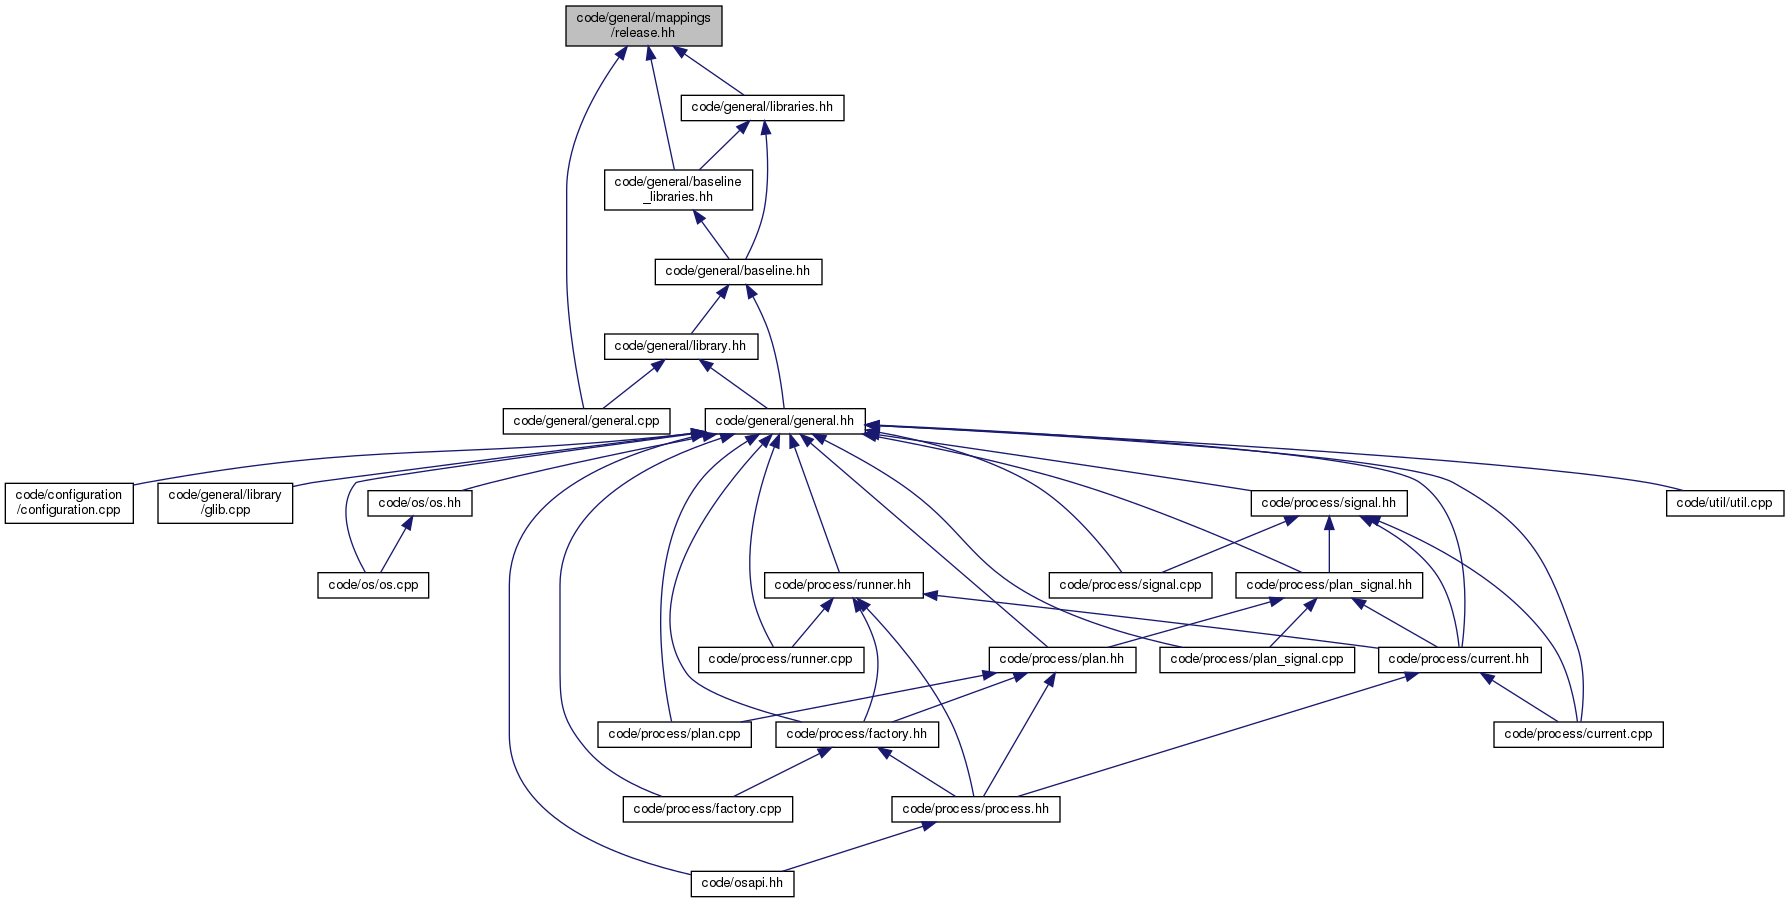 code/general/mappings
/release.hh
code/general/libraries.hh
code/general/baseline
_libraries.hh
code/general/baseline.hh
code/general/library.hh
code/general/general.cpp
code/general/general.hh
code/configuration
/configuration.cpp
code/general/library
/glib.cpp
code/os/os.hh
code/process/signal.hh
code/util/util.cpp
code/os/os.cpp
code/process/runner.hh
code/process/signal.cpp
code/process/plan_signal.hh
code/process/runner.cpp
code/process/plan.hh
code/process/plan_signal.cpp
code/process/current.hh
code/process/plan.cpp
code/process/factory.hh
code/process/current.cpp
code/process/factory.cpp
code/process/process.hh
code/osapi.hh